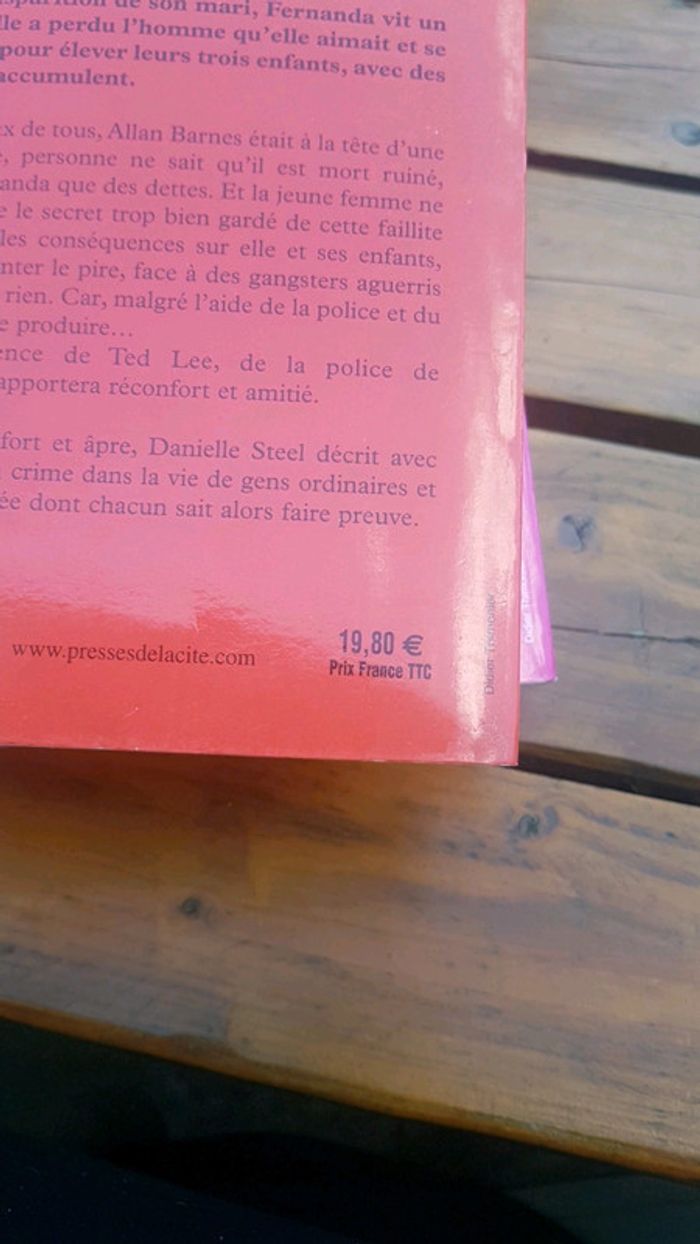 de son mari, Fernanda vit un
lle a perdu l'homme qu'elle aimait et se
pour élever leurs trois enfants, avec des
accumulent.
x de tous, Allan Barnes était à la tête d'une
e, personne ne sait qu'il est mort ruiné,
anda que des dettes. Et la jeune femme ne
e le secret trop bien gardé de cette faillite
les conséquences sur elle et ses enfants,
nter le pire, face à des gangsters aguerris
rien. Car, malgré l'aide de la police et du
e produire...
ence de Ted Lee, de la police de
apportera réconfort et amitié.
fort et âpre, Danielle Steel décrit avec
crime dans la vie de gens ordinaires et
ée dont chacun sait alors faire preuve.
www.pressesdelacite.com
19,80 €
Prix France TTC
Didier